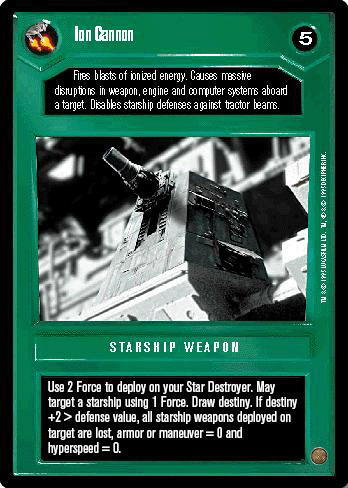 Ion Cannon
5
Fires blasts of ionized energy. Causes massive
disruptions in weapon, engine and computer systems aboard
a target. Disables starship defenses against tractor beams.
STARSHIP WEAPON
Use 2 Force to deploy on your Star Destroyer. May
target a starship using 1 Force. Draw destiny. If destiny
+2 > defense value, all starship weapons deployed on
target are lost, armor or maneuver = 0 and
hyperspeed = 0.